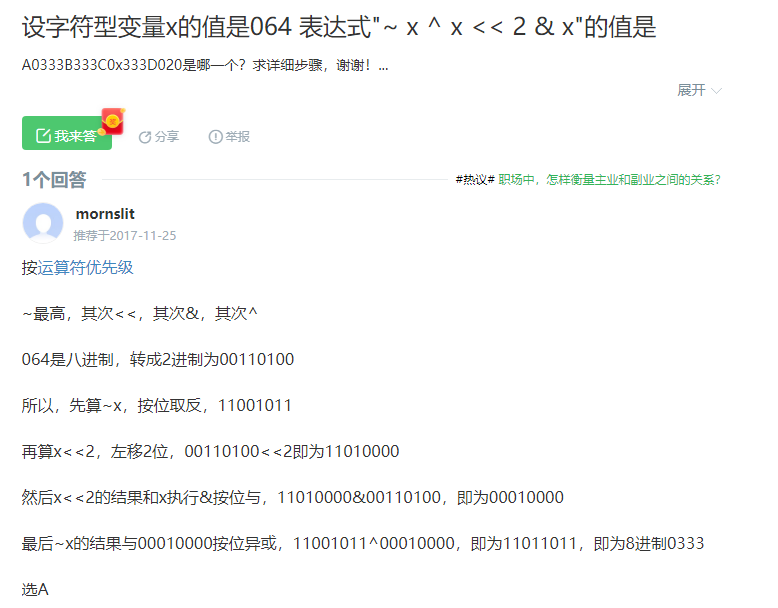 设字符型变量x的值是064 表达式"~ x ^ x << 2 & x"的值是
A0333B333C0x333D020是哪一个？求详细步骤，谢谢！...
展开
我来答
分享
举报
1个回答
#热议# 职场中，怎样衡量主业和副业之间的关系？
mornslit
推荐于2017-11-25
按运算符优先级
~最高，其次<<，其次&，其次^
064是八进制，转成2进制为00110100
所以，先算~x，按位取反，11001011
再算x<<2，左移2位，00110100<<2即为11010000
然后x<<2的结果和x执行&按位与，11010000&00110100，即为00010000
最后~x的结果与00010000按位异或，11001011^00010000，即为11011011，即为8进制0333
选A